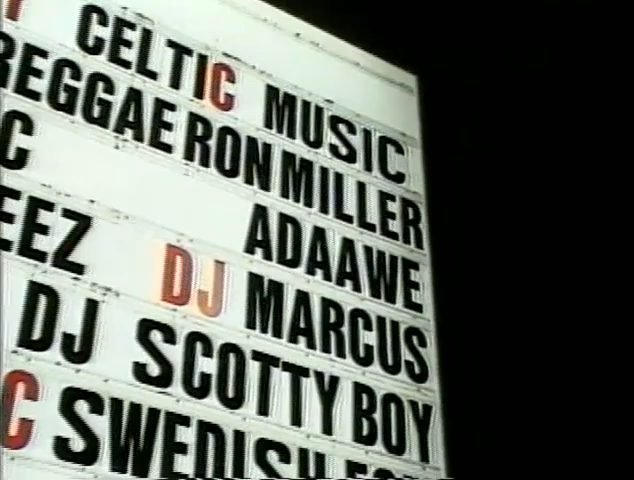 CELTIC MUSIC
REGGAE RON MILLER
C
ADAAWE
EEZ DJ MARCUS
DJ SCOTTY BOY
C SWEDISH